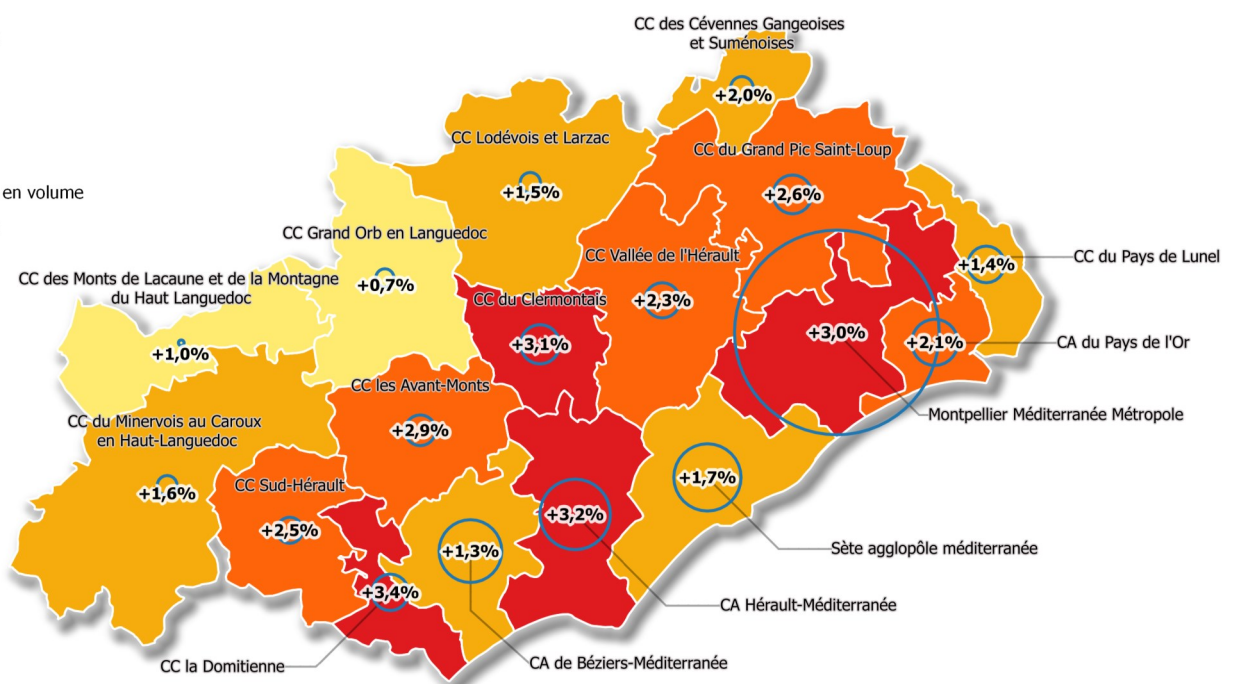 CC des Cévennes Gangeoises
et Suménoises
+2,0%
CC Lodévois et Larzac
+1,5%
CC du Grand Pic Saint-Loup
+2,6%
en volume
CC Grand Orb en Languedoc
+0,7%
CC Vallée de l'Hérault
+2,3%
CC du Pays de Lunel
+1,4%
CC des Monts de Lacaune et de la Montagne
du Haut Languedoc
+1,0%
CC du Clermontais
+3,1%
+3,0%
+2,1%
CA du Pays de l'Or
CC les Avant-Monts
+2,9%
Montpellier Méditerranée Métropole
CC du Minervois au Caroux
en Haut-Languedoc
+1,6%
CC Sud-Hérault
+2,5%
+1,7%
+3,2%
+1,3%
Sète agglopôle méditerranée
+3,4%
CA Hérault-Méditerranée
CC la Domitienne
CA de Béziers-Méditerranée